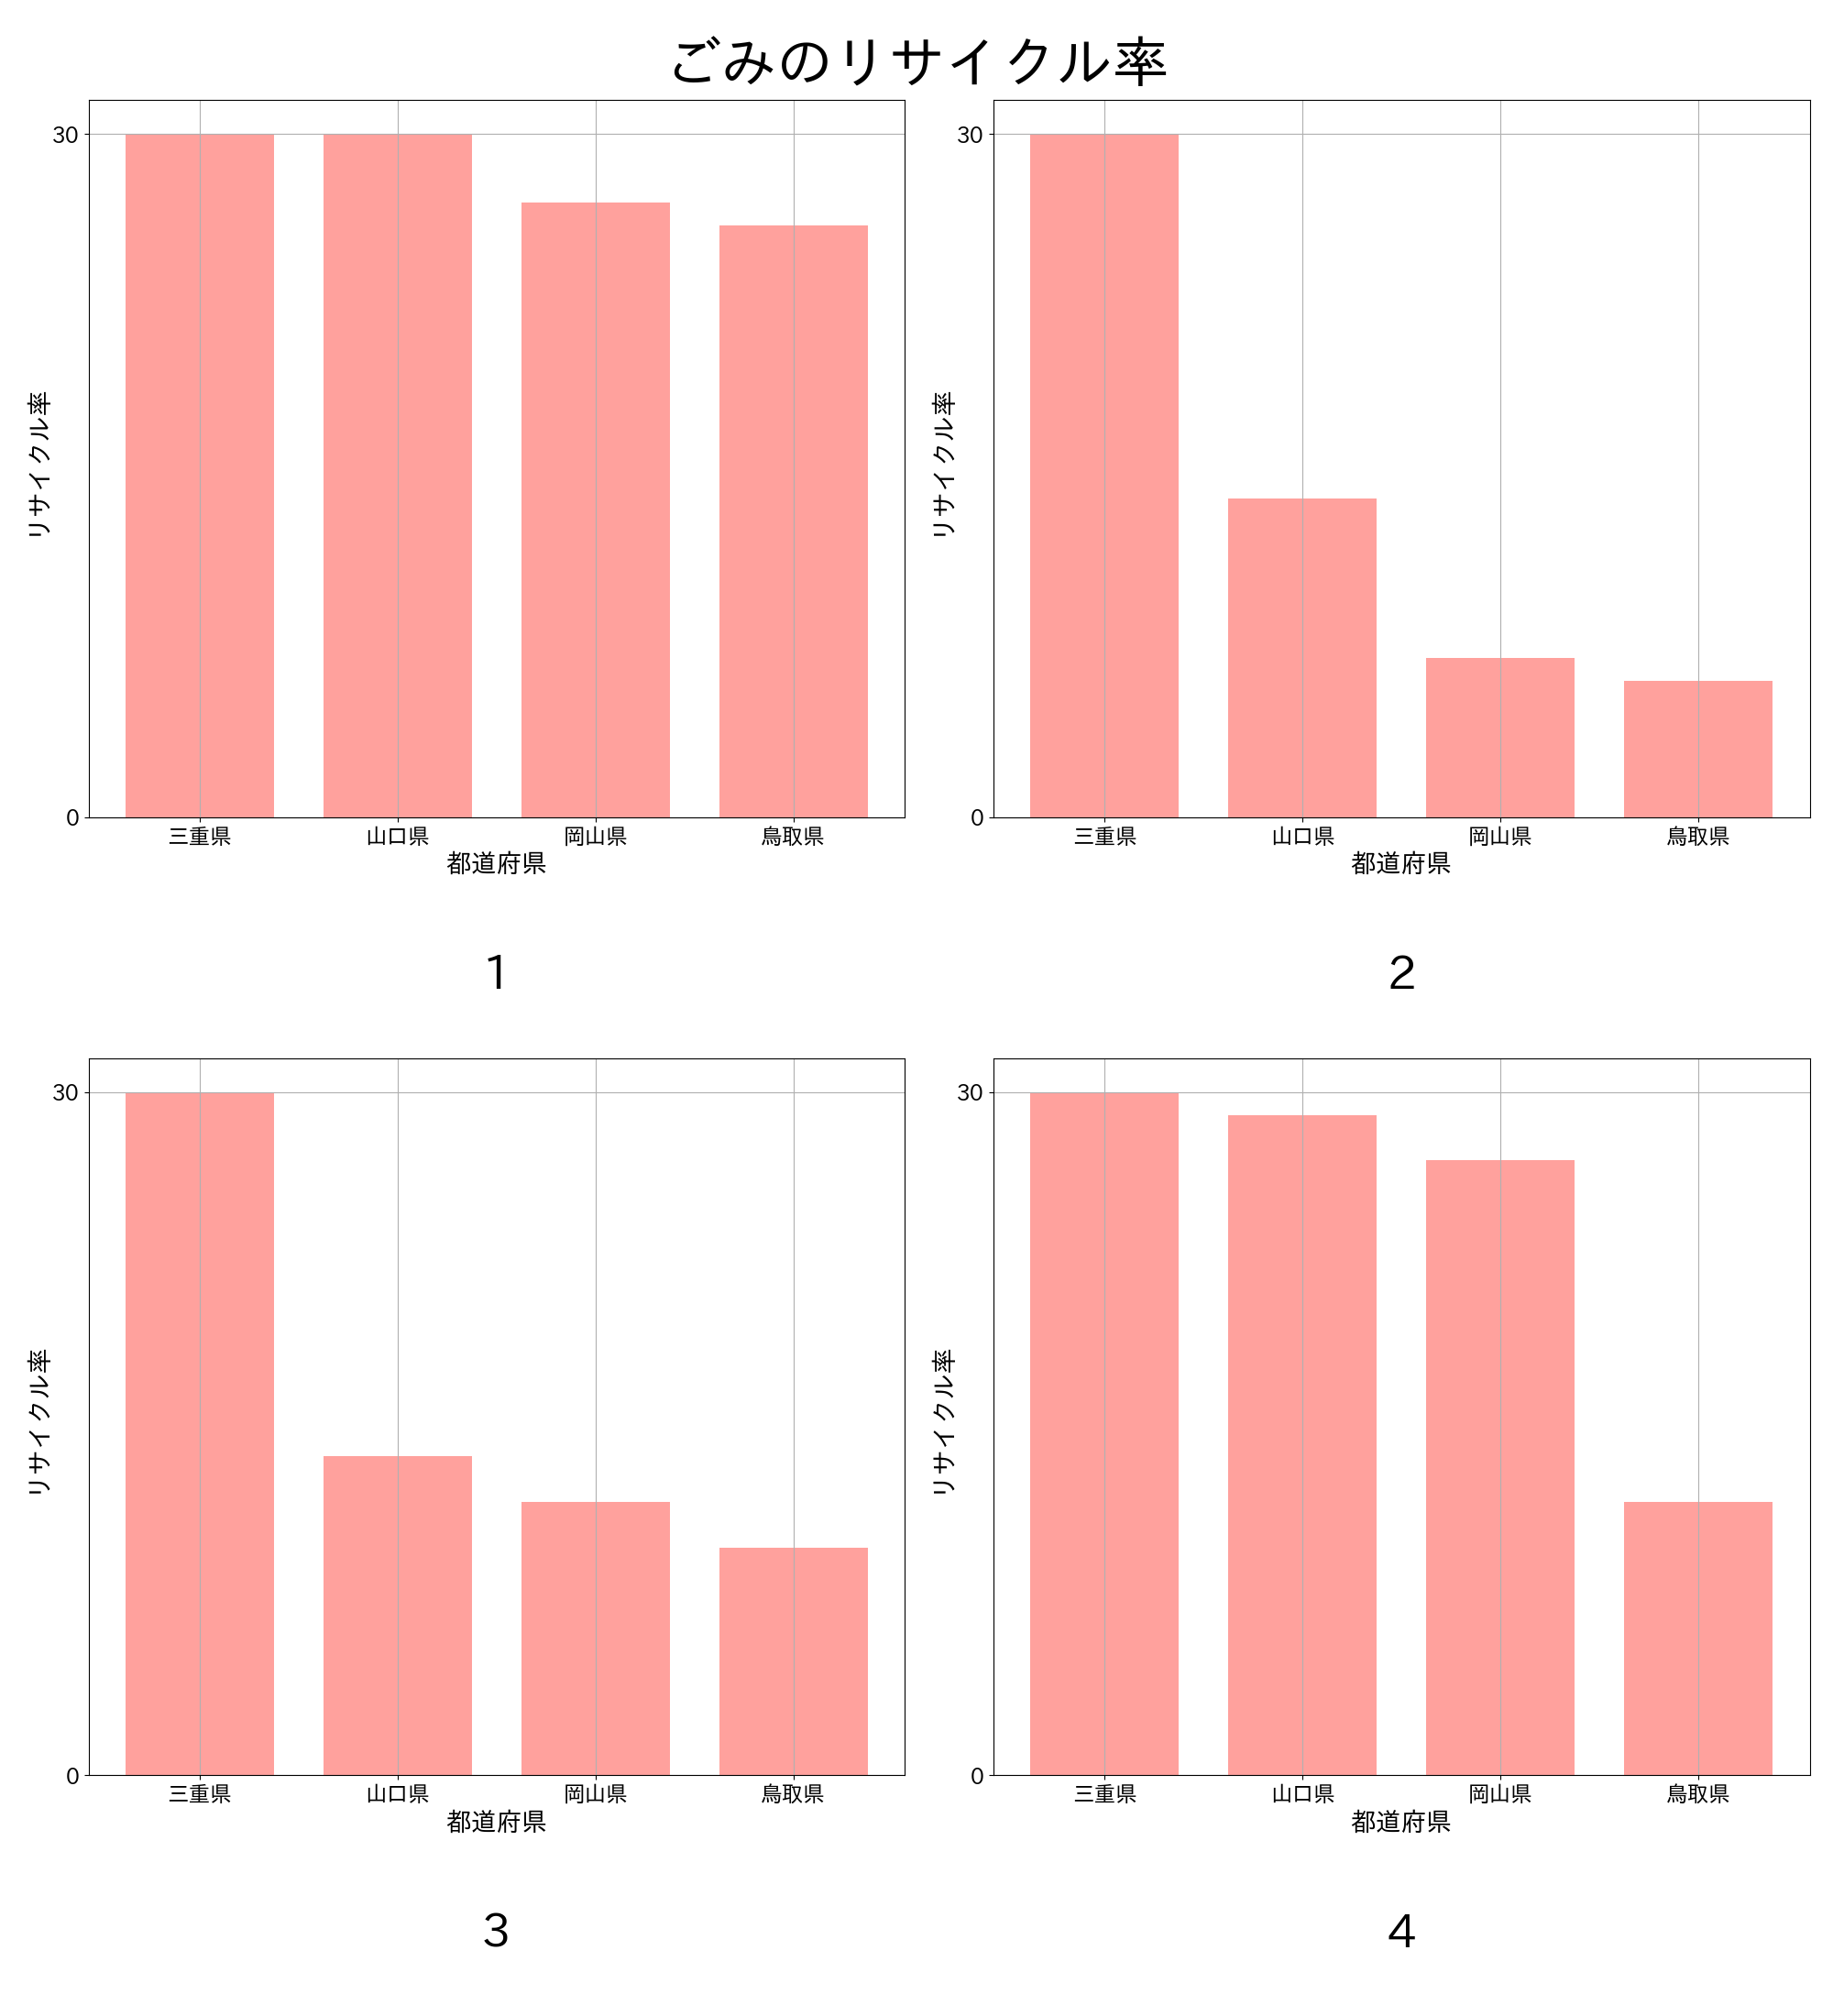 ごみのリサイクル率
30
0
リサイクル率
三重県 山口県 岡山県 鳥取県
都道府県
1
30
0
リサイクル率
三重県 山口県 岡山県 鳥取県
都道府県
2
30
0
リサイクル率
三重県 山口県 岡山県 鳥取県
都道府県
3
30
0
リサイクル率
三重県 山口県 岡山県 鳥取県
都道府県
4